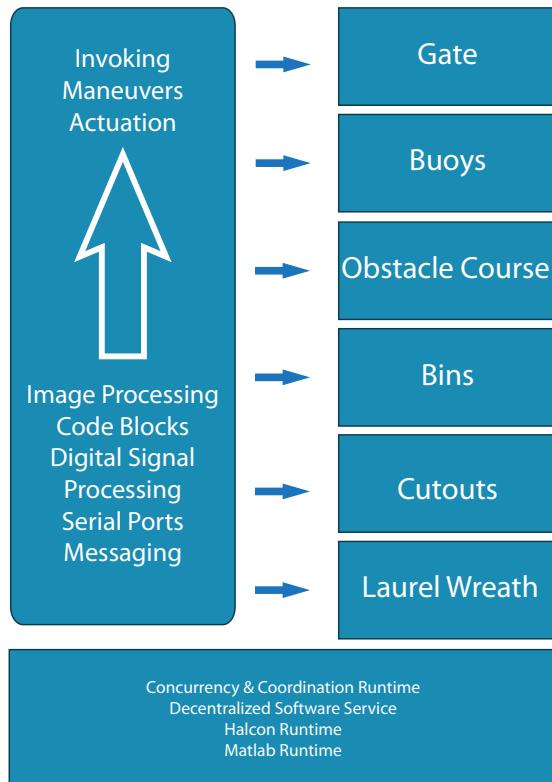 Invoking
Maneuvers
Actuation
Image Processing
Code Blocks
Digital Signal
Processing
Serial Ports
Messaging
Gate
Buoys
Obstacle Course
Bins
Cutouts
Laurel Wreath
Concurrency & Coordination Runtime
Decentralized Software Service
Halcon Runtime
Matlab Runtime